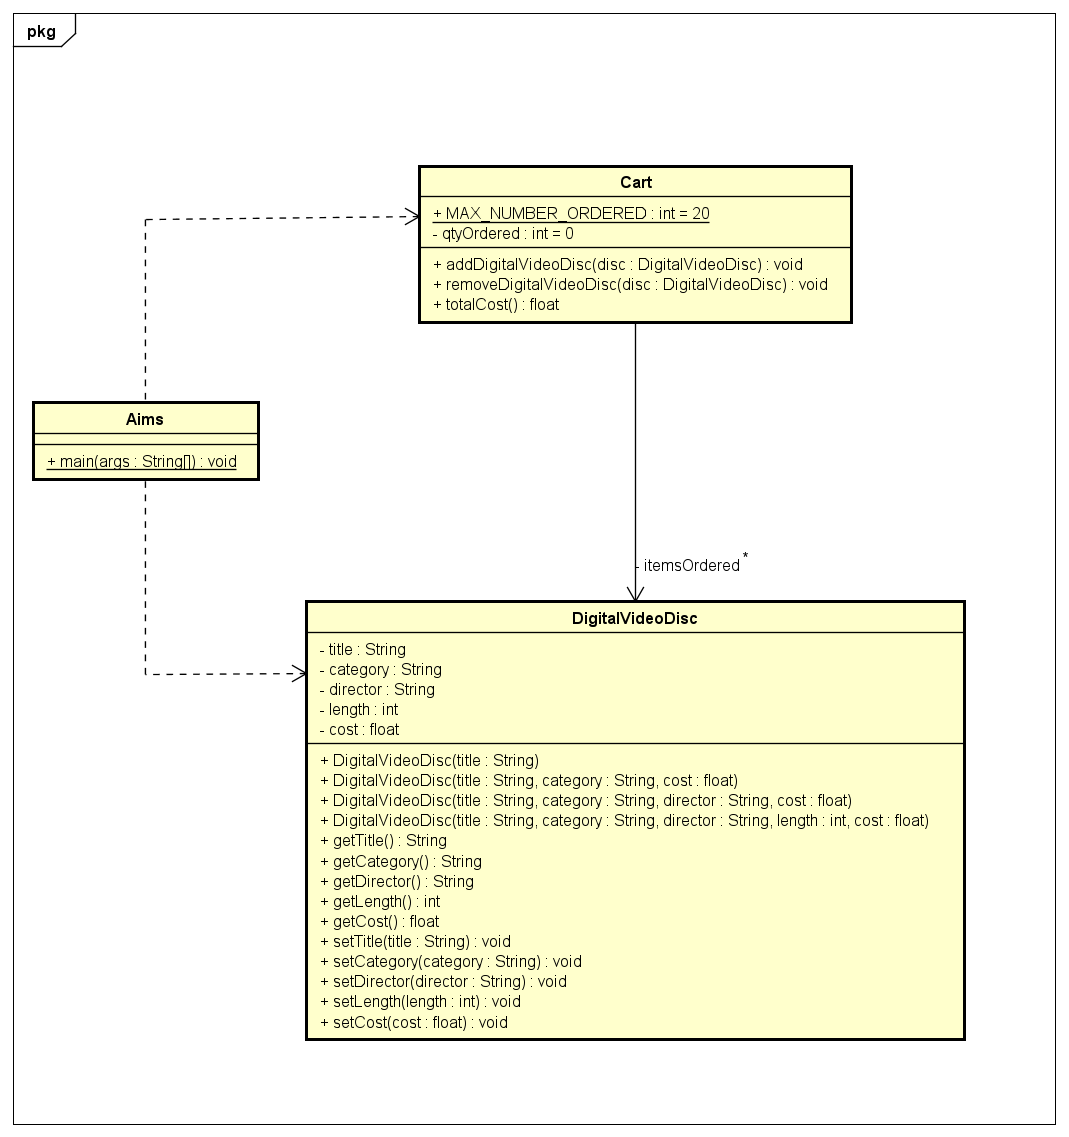 pkg
Cart
+ MAX_NUMBER_ORDERED : int = 20
- qtyOrdered : int = 0
+ addDigitalVideoDisc(disc : DigitalVideoDisc) : void
+ removeDigitalVideoDisc(disc : DigitalVideoDisc) : void
+ totalCost() : float
Aims
+ main(args : String[]) : void
- itemsOrdered *
DigitalVideoDisc
- title : String
- category : String
- director : String
- length : int
- cost : float
+ DigitalVideoDisc(title : String)
+ DigitalVideoDisc(title : String, category : String, cost : float)
+ DigitalVideoDisc(title : String, category : String, director : String, cost : float)
+ DigitalVideoDisc(title : String, category : String, director : String, length : int, cost : float)
+ getTitle() : String
+ getCategory() : String
+ getDirector() : String
+ getLength() : int
+ getCost() : float
+ setTitle(title : String) : void
+ setCategory(category : String) : void
+ setDirector(director : String) : void
+ setLength(length : int) : void
+ setCost(cost : float) : void